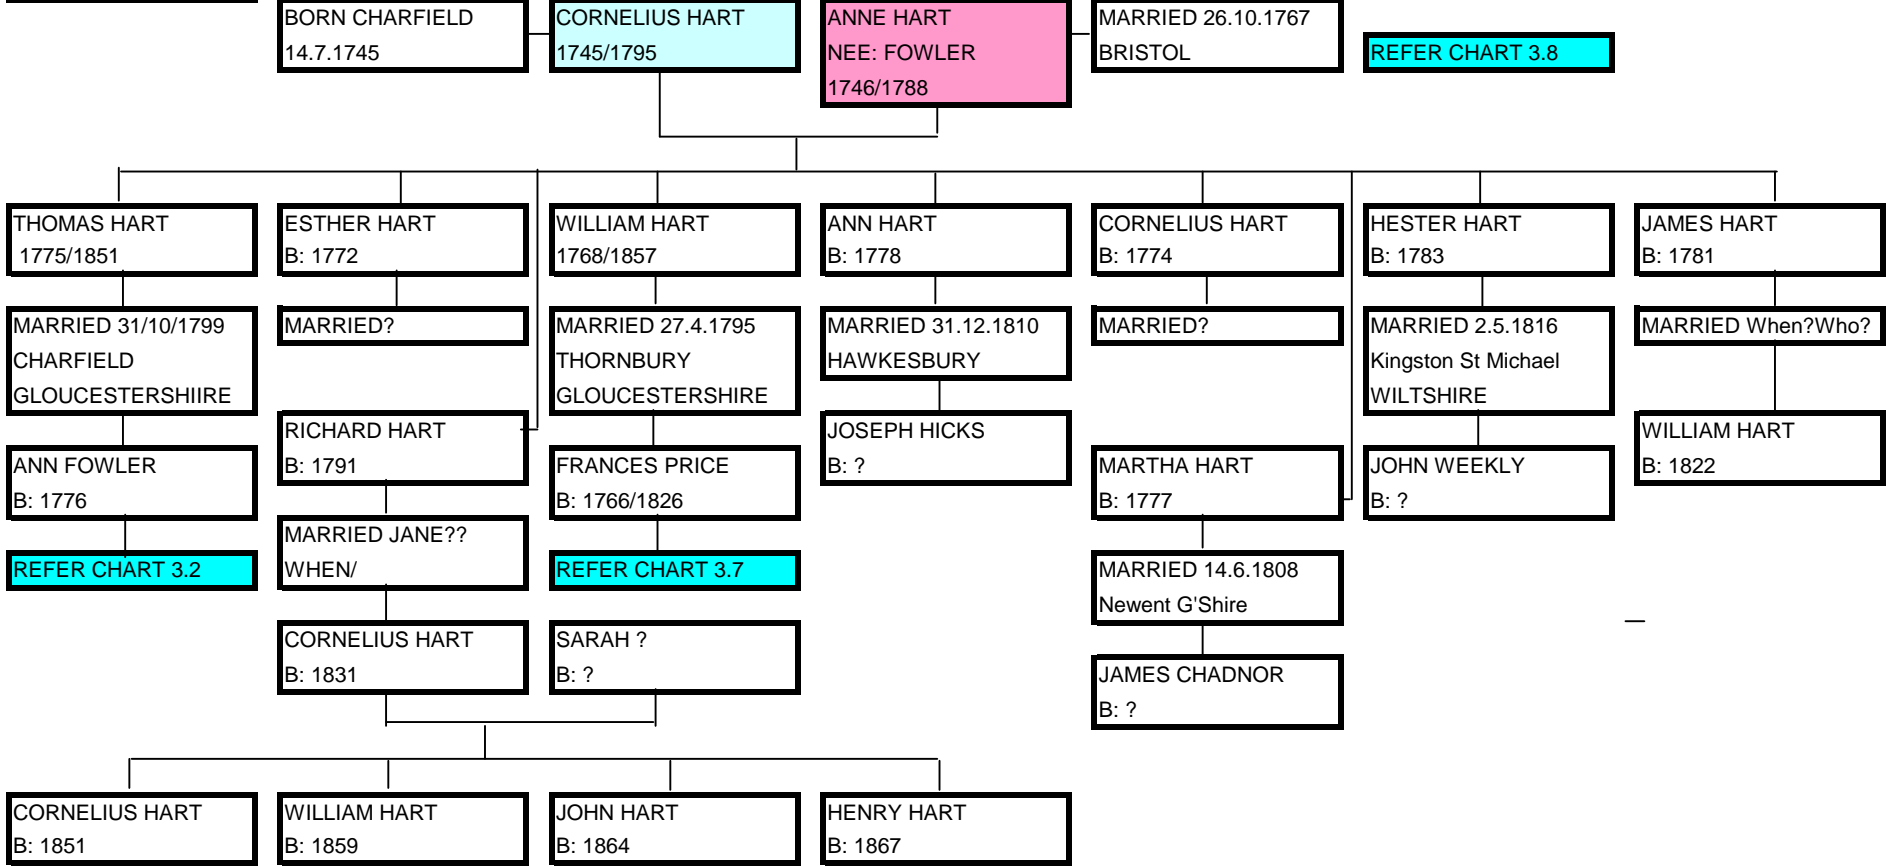 BORN CHARFIELD
14.7.1745
CORNELIUS HART
1745/1795
ANNE HART
NEE: FOWLER
1746/1788
MARRIED 26.10.1767
BRISTOL
REFER CHART 3.8
THOMAS HART
1775/1851
ESTHER HART
B: 1772
WILLIAM HART
1768/1857
ANN HART
B: 1778
CORNELIUS HART
B: 1774
HESTER HART
B: 1783
JAMES HART
B: 1781
MARRIED 31/10/1799
CHARFIELD
GLOUCESTERSHIIRE
MARRIED?
MARRIED 27.4.1795
THORNBURY
GLOUCESTERSHIRE
MARRIED 31.12.1810
HAWKESBURY
MARRIED?
MARRIED 2.5.1816
Kingston St Michael
WILTSHIRE
MARRIED When?Who?
RICHARD HART
B: 1791
JOSEPH HICKS
B: ?
WILLIAM HART
B: 1822
ANN FOWLER
B: 1776
FRANCES PRICE
B: 1766/1826
MARTHA HART
B: 1777
JOHN WEEKLY
B: ?
MARRIED JANE??
WHEN/
REFER CHART 3.2
REFER CHART 3.7
MARRIED 14.6.1808
Newent G'Shire
CORNELIUS HART
B: 1831
SARAH ?
B: ?
JAMES CHADNOR
B: ?
CORNELIUS HART
B: 1851
WILLIAM HART
B: 1859
JOHN HART
B: 1864
HENRY HART
B: 1867